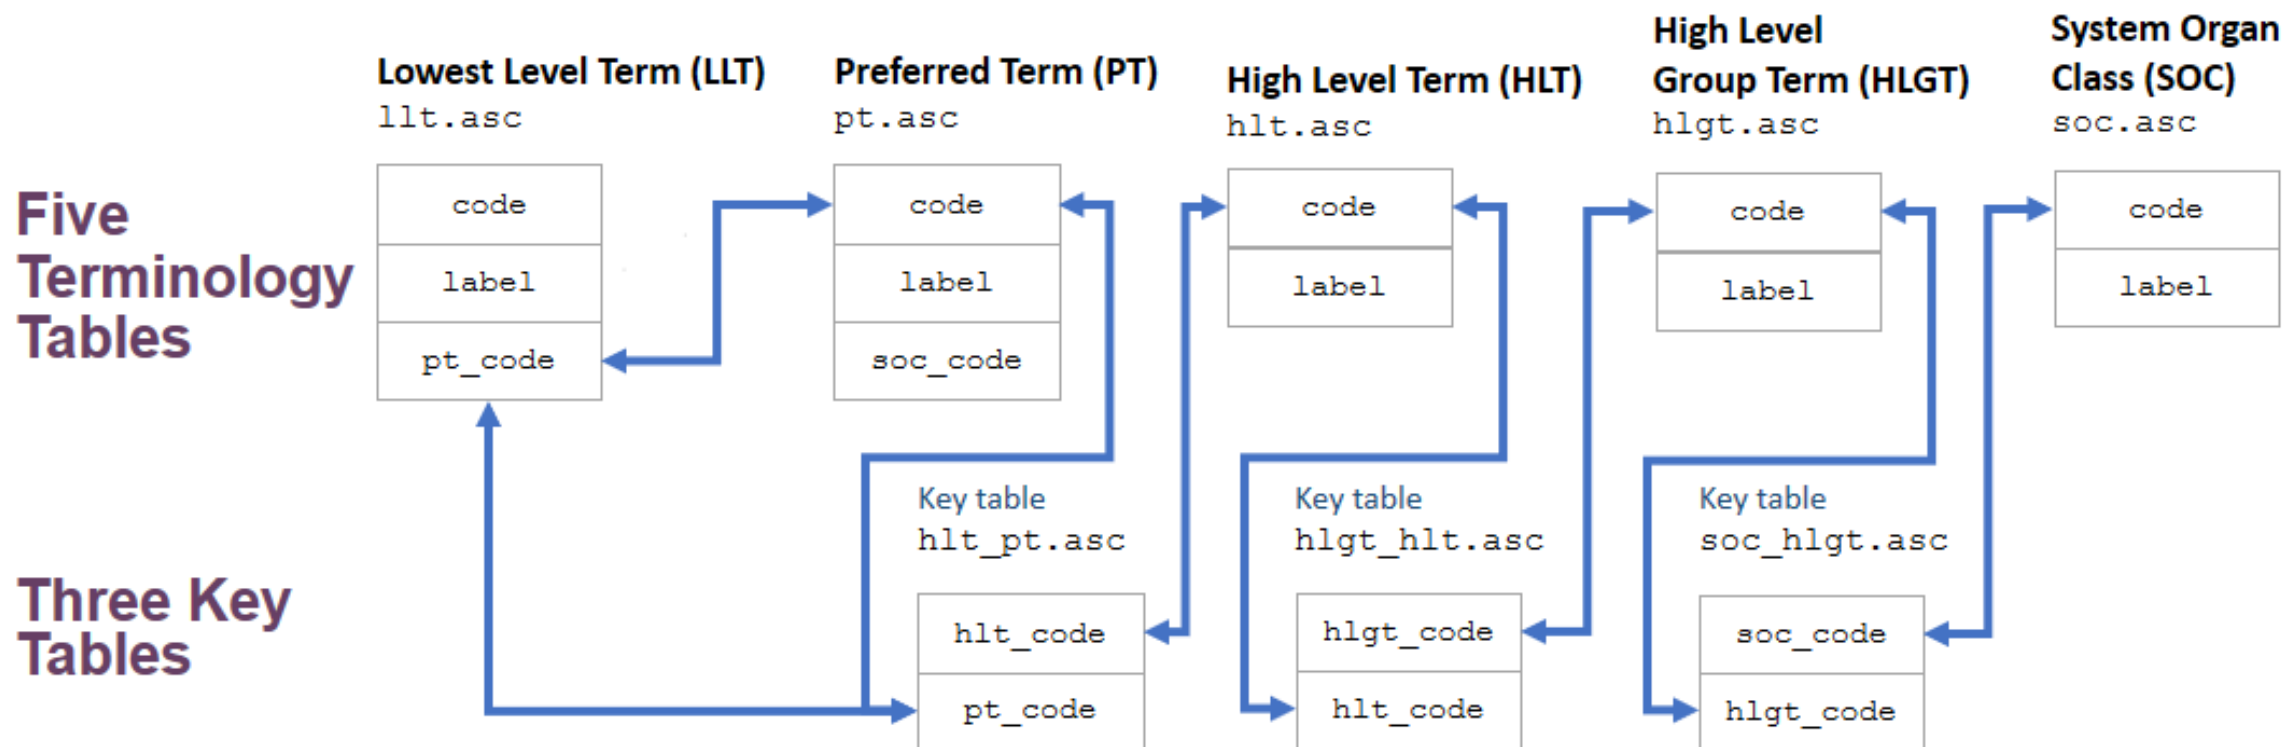 Lowest Level Term (LLT)
llt.asc
Preferred Term (PT)
pt.asc
High Level Term (HLT)
hlt.asc
High Level
Group Term (HLGT)
hlgt.asc
System Organ
Class (SOC)
soc.asc
Five
Terminology
Tables
code
label
pt_code
code
label
soc_code
code
label
code
label
code
label
Three Key
Tables
Key table
hlt_pt.asc
hlt_code
pt_code
Key table
hlgt_hlt.asc
hlgt_code
hlt_code
Key table
soc_hlgt.asc
soc_code
hlgt_code